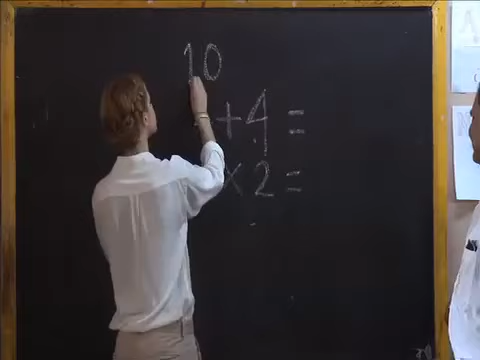 10
+ 4 =
× 2 =